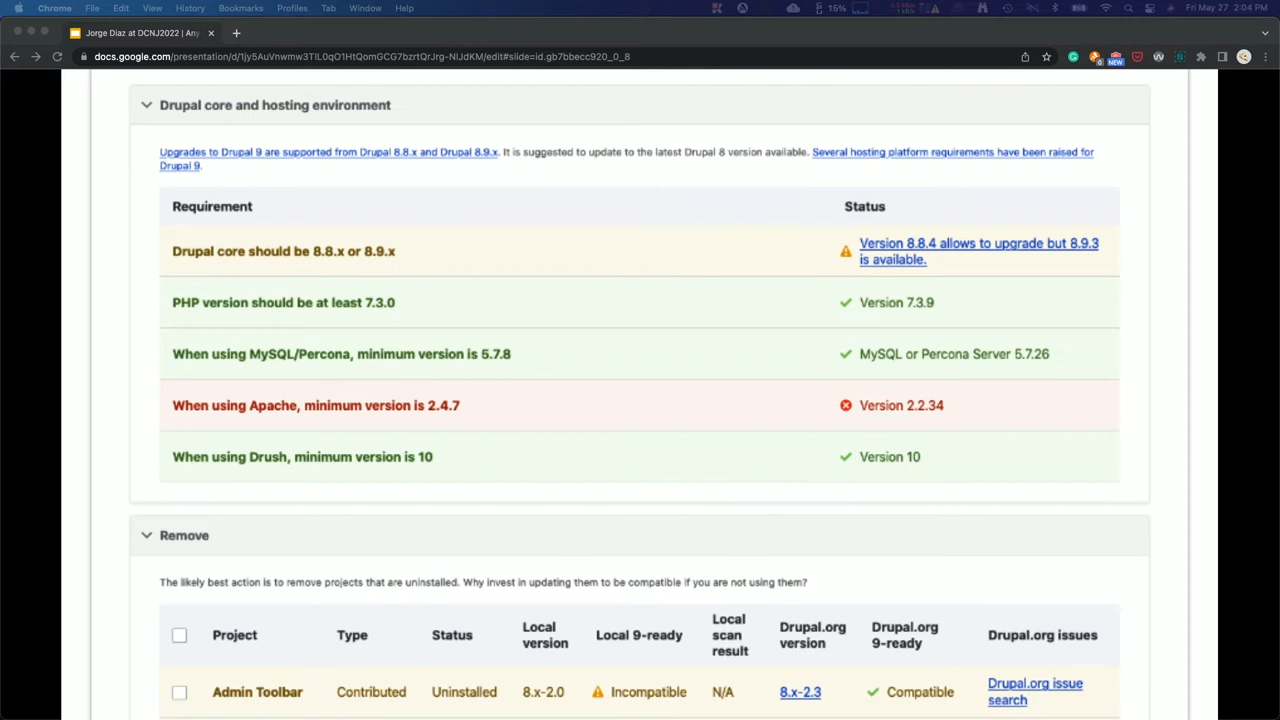 Chrome File Edit View History Bookmarks Profiles Tab Window Help
15%
Fri May 27 2:04 PM
Jorge Diaz at DCNJ2022 | Any
NEW
Drupal core and hosting environment
Upgrades to Drupal 9 are supported from Drupal 8.8.x and Drupal 8.9.x. It is suggested to update to the latest Drupal 8 version available. Several hosting platform requirements have been raised for
Drupal 9.
Requirement Status
Drupal core should be 8.8.x or 8.9.x
Version 8.8.4 allows to upgrade but 8.9.3
is available.
PHP version should be at least 7.3.0 Version 7.3.9
When using MySQL/Percona, minimum version is 5.7.8 MySQL or Percona Server 5.7.26
When using Apache, minimum version is 2.4.7 Version 2.2.34
When using Drush, minimum version is 10 Version 10
Remove
The likely best action is to remove projects that are uninstalled. Why invest in updating them to be compatible if you are not using them?
Project
Type
Status
Local
version
Local 9-ready
Local
scan
result
Drupal.org
version
Drupal.org
9-ready
Drupal.org issues
Admin Toolbar Contributed Uninstalled 8.x-2.0 Incompatible N/A 8.x-2.3 Compatible
Drupal.org issue
search